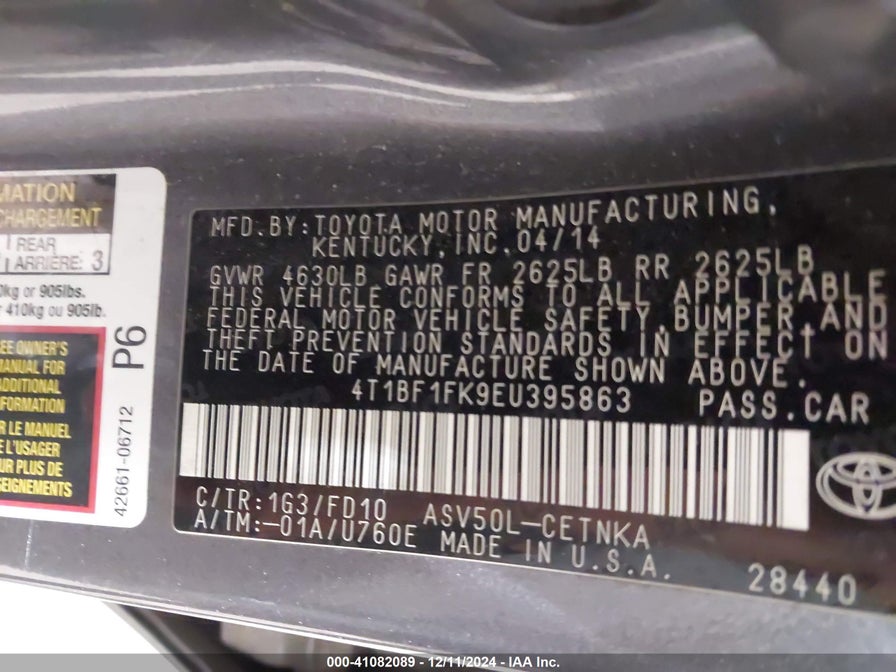 MATION
CHARGEMENT
REAR
ARRIÈRE: 3
0kg or 905lbs.
410kg ou 905lb.
EE OWNER'S
MANUAL FOR
ADDITIONAL
FORMATION
R LE MANUEL
E L'USAGER
UR PLUS DE
SEIGNEMENTS
P6
42661-06712
MFD.BY:TOYOTA MOTOR MANUFACTURING,
KENTUCKY,INC.04/14
GVWR 4630LB GAWR FR 2625LB RR 2625LB
THIS VEHICLE CONFORMS TO ALL APPLICABLE
FEDERAL MOTOR VEHICLE SAFETY,BUMPER,AND
THEFT PREVENTION STANDARDS IN EFFECT ON
THE DATE OF MANUFACTURE SHOWN ABOVE.
4T1BF1FK9EU395863 PASS.CAR
C/TR:1G3/FD10 ASV50L-CETNKA
A/TM:-01A/U760E MADE IN U.S.A.
28440
000-41082089 - 12/11/2024 - IAA Inc.